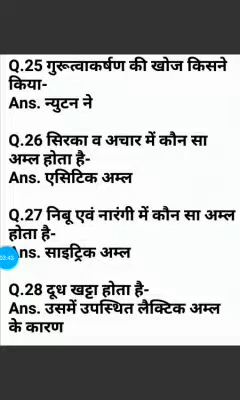 Q.25 गुरूत्वाकर्षण की खोज किसने
किया-
Ans. न्युटन ने
Q.26 सिरका व अचार में कौन सा
अम्ल होता है-
Ans. एसिटिक अम्ल
Q.27 निबू एवं नारंगी में कौन सा अम्ल
होता है-
Ans. साइट्रिक अम्ल
Q.28 दूध खट्टा होता है-
Ans. उसमें उपस्थित लैक्टिक अम्ल
के कारण